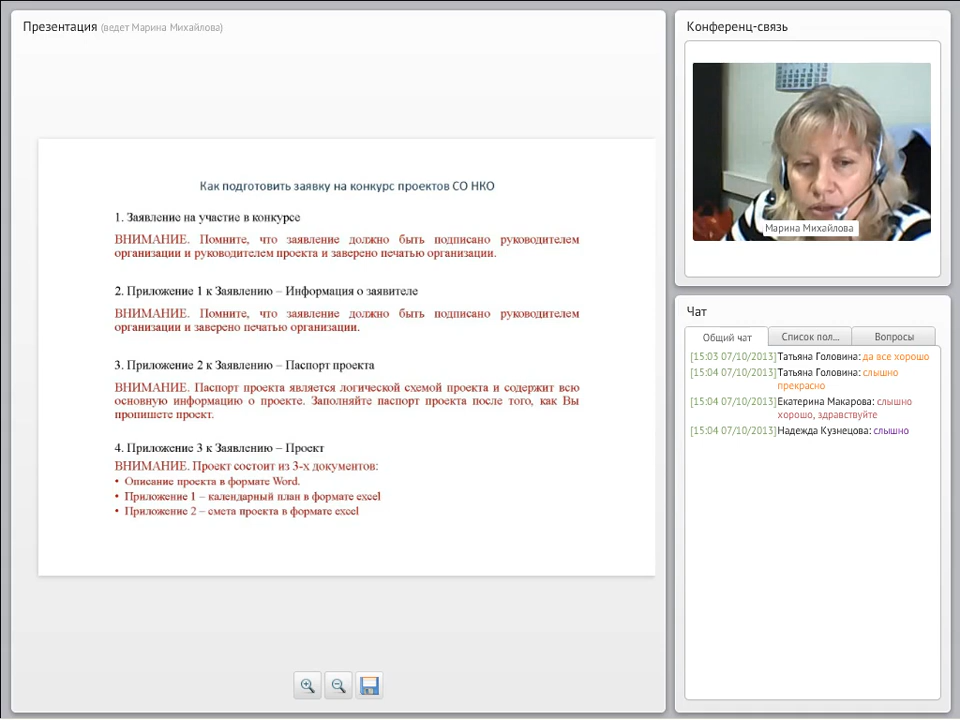 Презентация (ведет Марина Михайлова)
Как подготовить заявку на конкурс проектов СО НКО
1. Заявление на участие в конкурсе
ВНИМАНИЕ. Помните, что заявление должно быть подписано руководителем
организации и руководителем проекта и заверено печатью организации.
2. Приложение 1 к Заявлению – Информация о заявителе
ВНИМАНИЕ. Помните, что заявление должно быть подписано руководителем
организации и заверено печатью организации.
3. Приложение 2 к Заявлению – Паспорт проекта
ВНИМАНИЕ. Паспорт проекта является логической схемой проекта и содержит всю
основную информацию о проекте. Заполняйте паспорт проекта после того, как Вы
пропишете проект.
4. Приложение 3 к Заявлению – Проект
ВНИМАНИЕ. Проект состоит из 3-х документов:
• Описание проекта в формате Word.
• Приложение 1 – календарный план в формате excel
• Приложение 2 – смета проекта в формате excel
Конференц-связь
Марина Михайлова
Чат
Общий чат
Список пол...
Вопросы
[15:03 07/10/2013]Татьяна Головина: да все хорошо
[15:04 07/10/2013]Татьяна Головина: слышно
прекрасно
[15:04 07/10/2013]Екатерина Макарова: слышно
хорошо, здравствуйте
[15:04 07/10/2013]Надежда Кузнецова: слышно